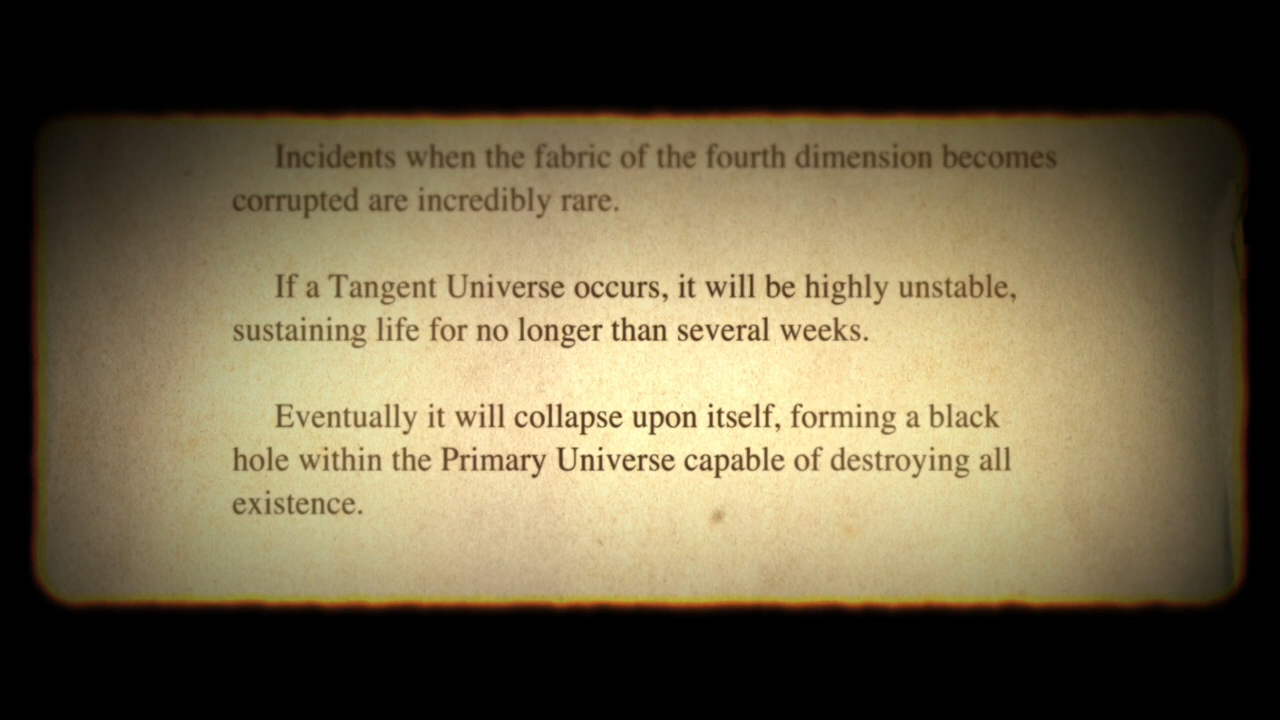 Incidents when the fabric of the fourth dimension becomes
corrupted are incredibly rare.
If a Tangent Universe occurs, it will be highly unstable,
sustaining life for no longer than several weeks.
Eventually it will collapse upon itself, forming a black
hole within the Primary Universe capable of destroying all
existence.